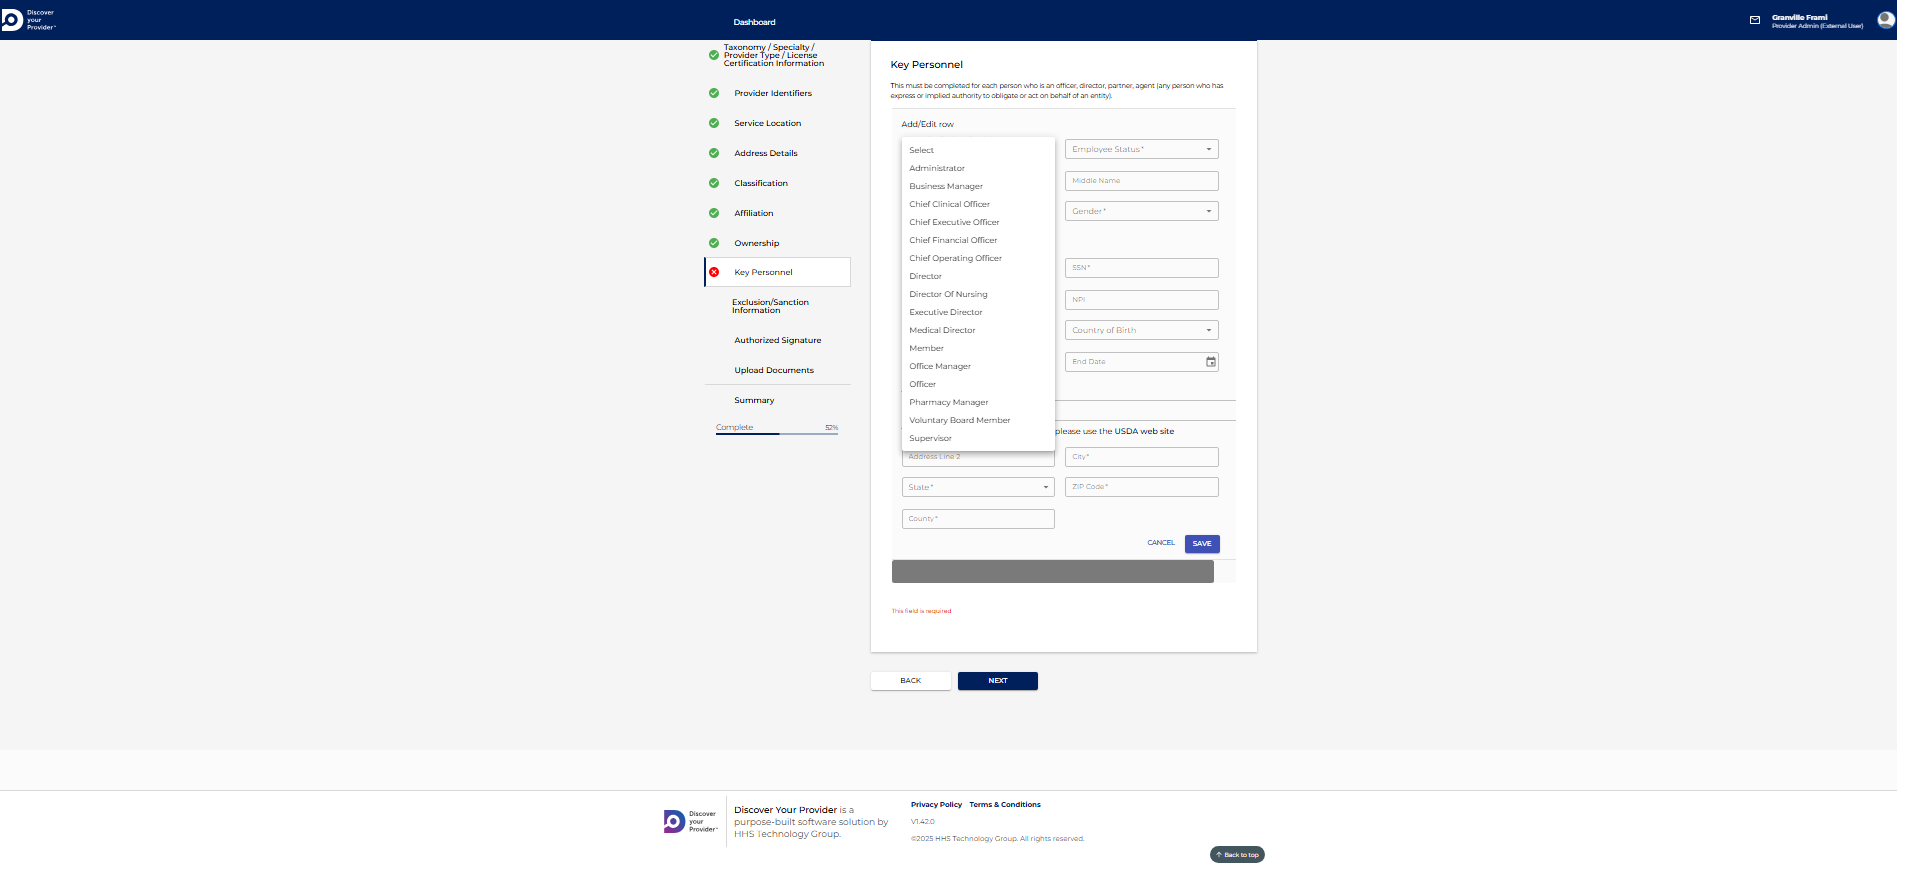 Discover
your
Provider
Dashboard
Granville Frami
Provider Admin (External User)
Taxonomy / Specialty /
Provider Type / License
Certification Information
Provider Identifiers
Service Location
Address Details
Classification
Affiliation
Ownership
Key Personnel
Exclusion/Sanction
Information
Authorized Signature
Upload Documents
Summary
Complete 52%
Key Personnel
This must be completed for each person who is an officer, director, partner, agent (any person who has
express or implied authority to obligate or act on behalf of an entity).
Add/Edit row
Select
Administrator
Business Manager
Chief Clinical Officer
Chief Executive Officer
Chief Financial Officer
Chief Operating Officer
Director
Director Of Nursing
Executive Director
Medical Director
Member
Office Manager
Officer
Pharmacy Manager
Voluntary Board Member
Supervisor
Employee Status *
Middle Name
Gender *
SSN *
NPI
Country of Birth
End Date
please use the USDA web site
Address Line 2
City *
State *
ZIP Code *
County *
CANCEL
SAVE
This field is required
BACK
NEXT
Discover
your
Provider
Discover Your Provider is a
purpose-built software solution by
HHS Technology Group.
Privacy Policy Terms & Conditions
V1.42.0
©2025 HHS Technology Group. All rights reserved.
Back to top